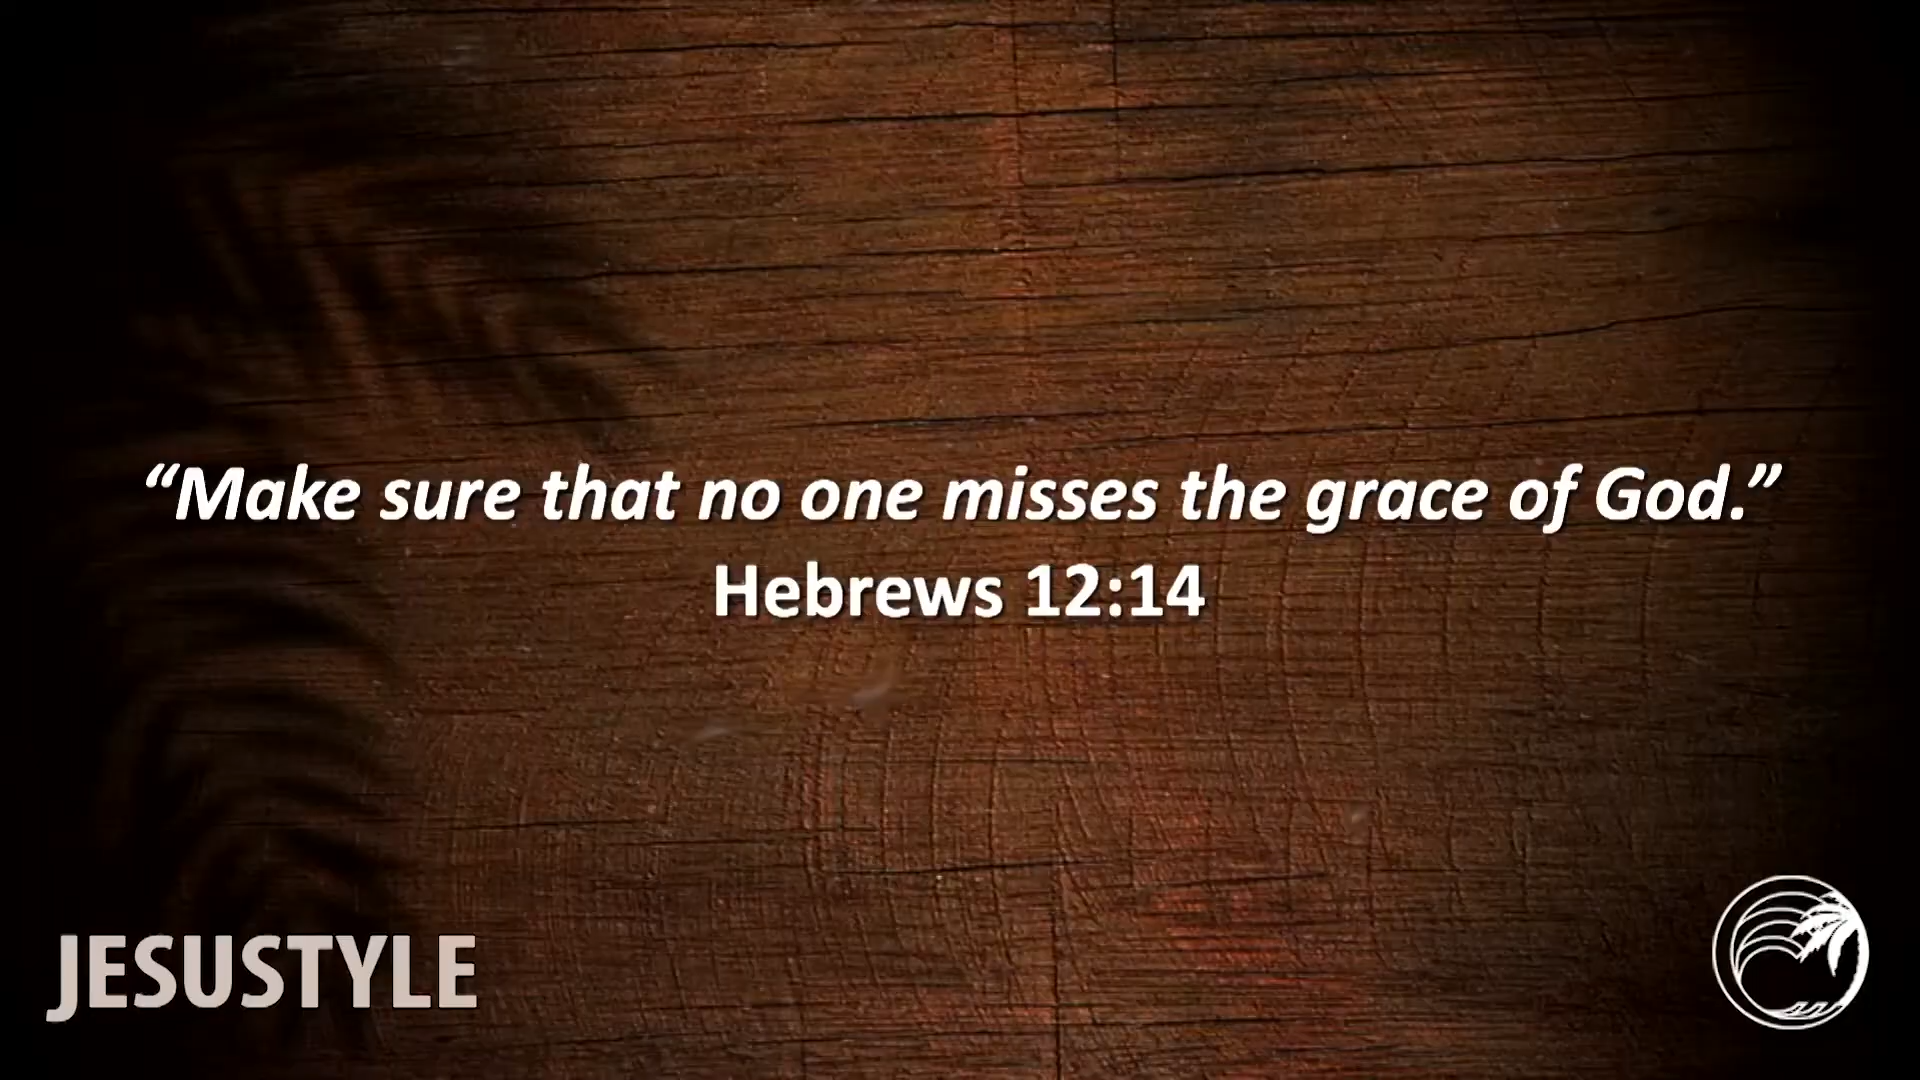 “Make sure that no one misses the grace of God.”
Hebrews 12:14
JESUSTYLE